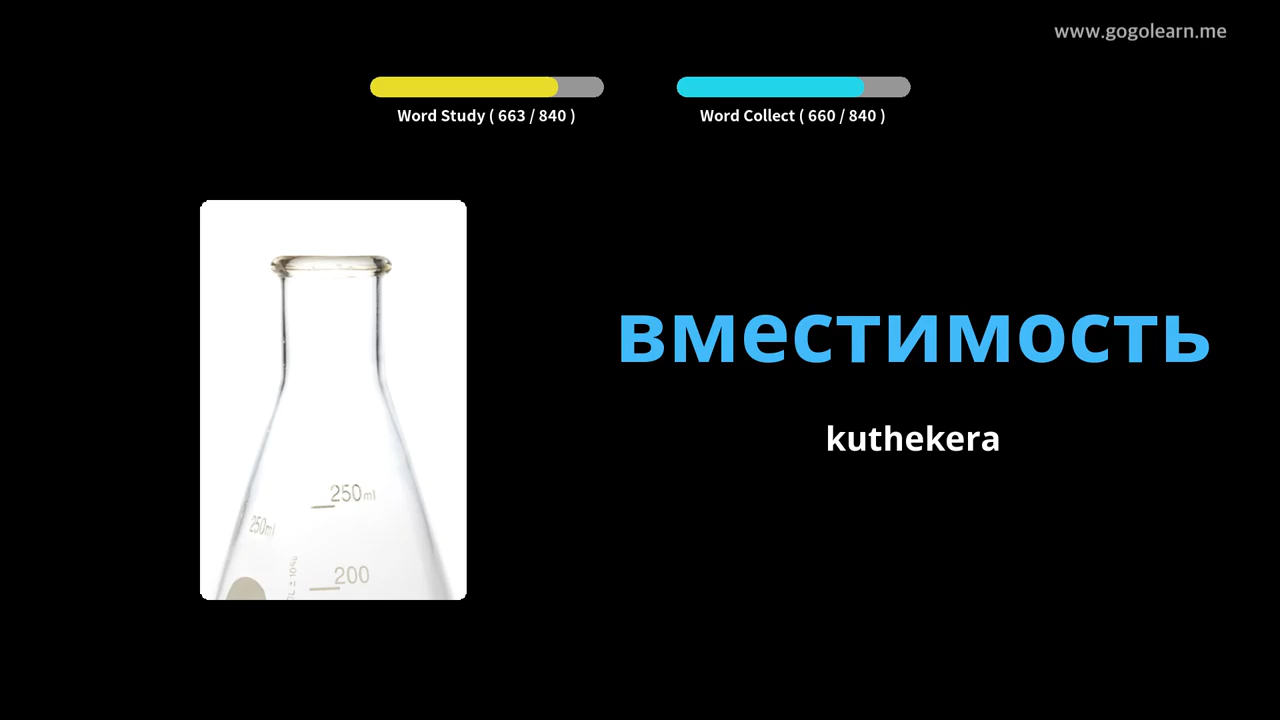 www.gogolearn.me
Word Study ( 663 / 840 )
Word Collect ( 660 / 840 )
вместимость
kuthekera
250ml
250ml
200